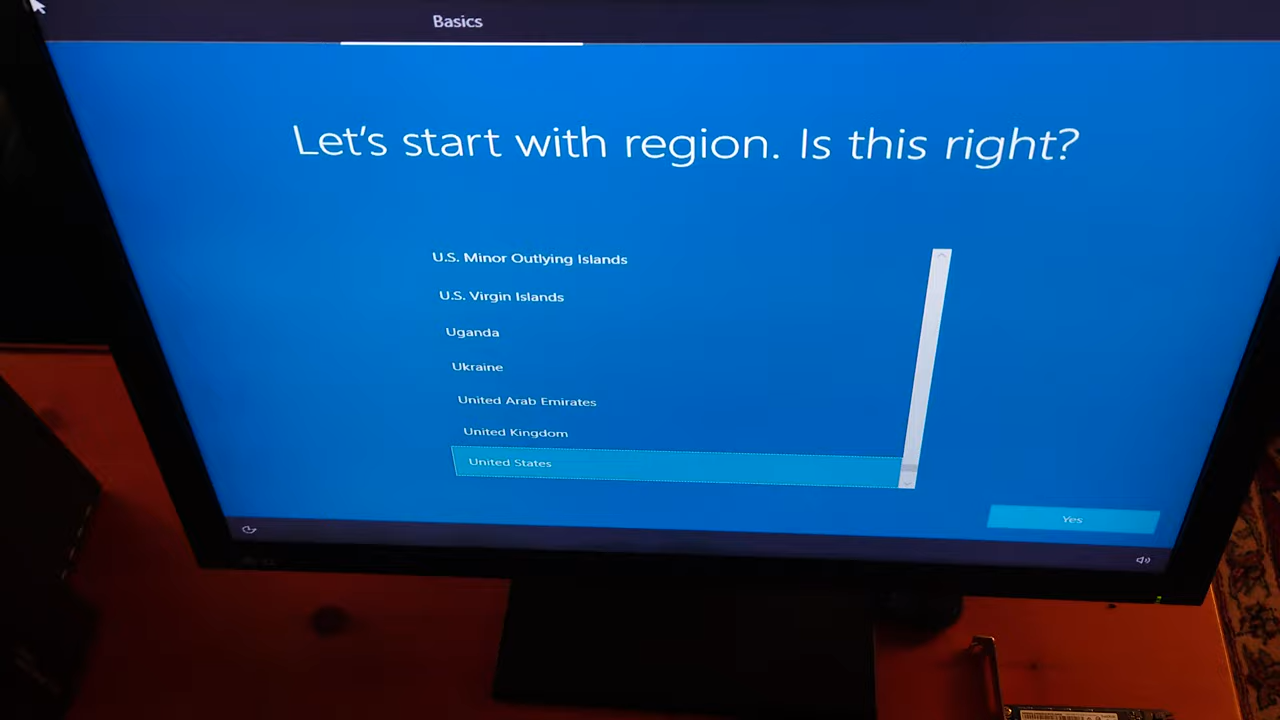 Basics
Let's start with region. Is this right?
U.S. Minor Outlying Islands
U.S. Virgin Islands
Uganda
Ukraine
United Arab Emirates
United Kingdom
United States
Yes